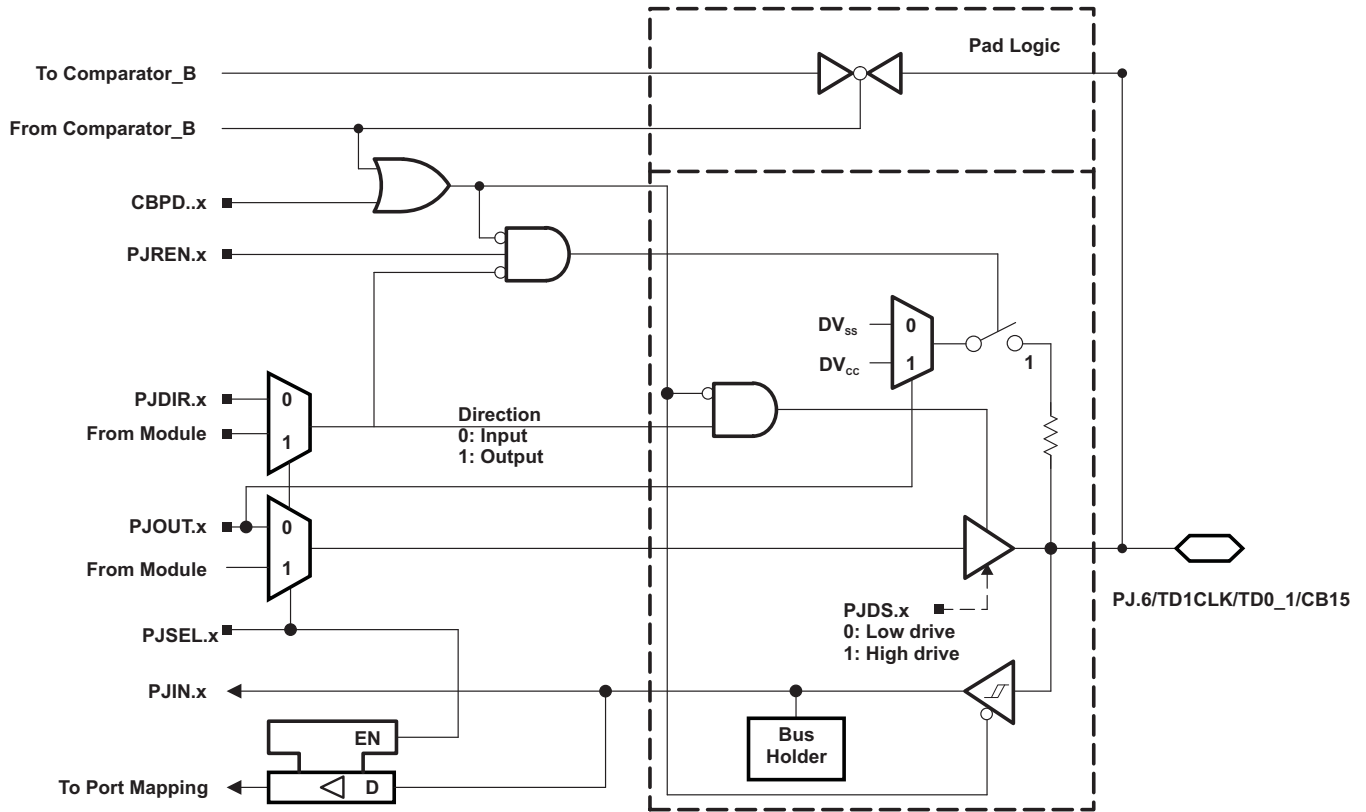 Pad Logic
To Comparator_B
From Comparator_B
CBPD..x
PJREN.x
DVSS
0
DVCC
1
1
PJDIR.x
0
From Module
1
Direction
0: Input
1: Output
PJOUT.x
0
From Module
1
PJDS.x
0: Low drive
1: High drive
PJ.6/TD1CLK/TD0_1/CB15
PJSEL.x
PJIN.x
EN
Bus
Holder
To Port Mapping
D